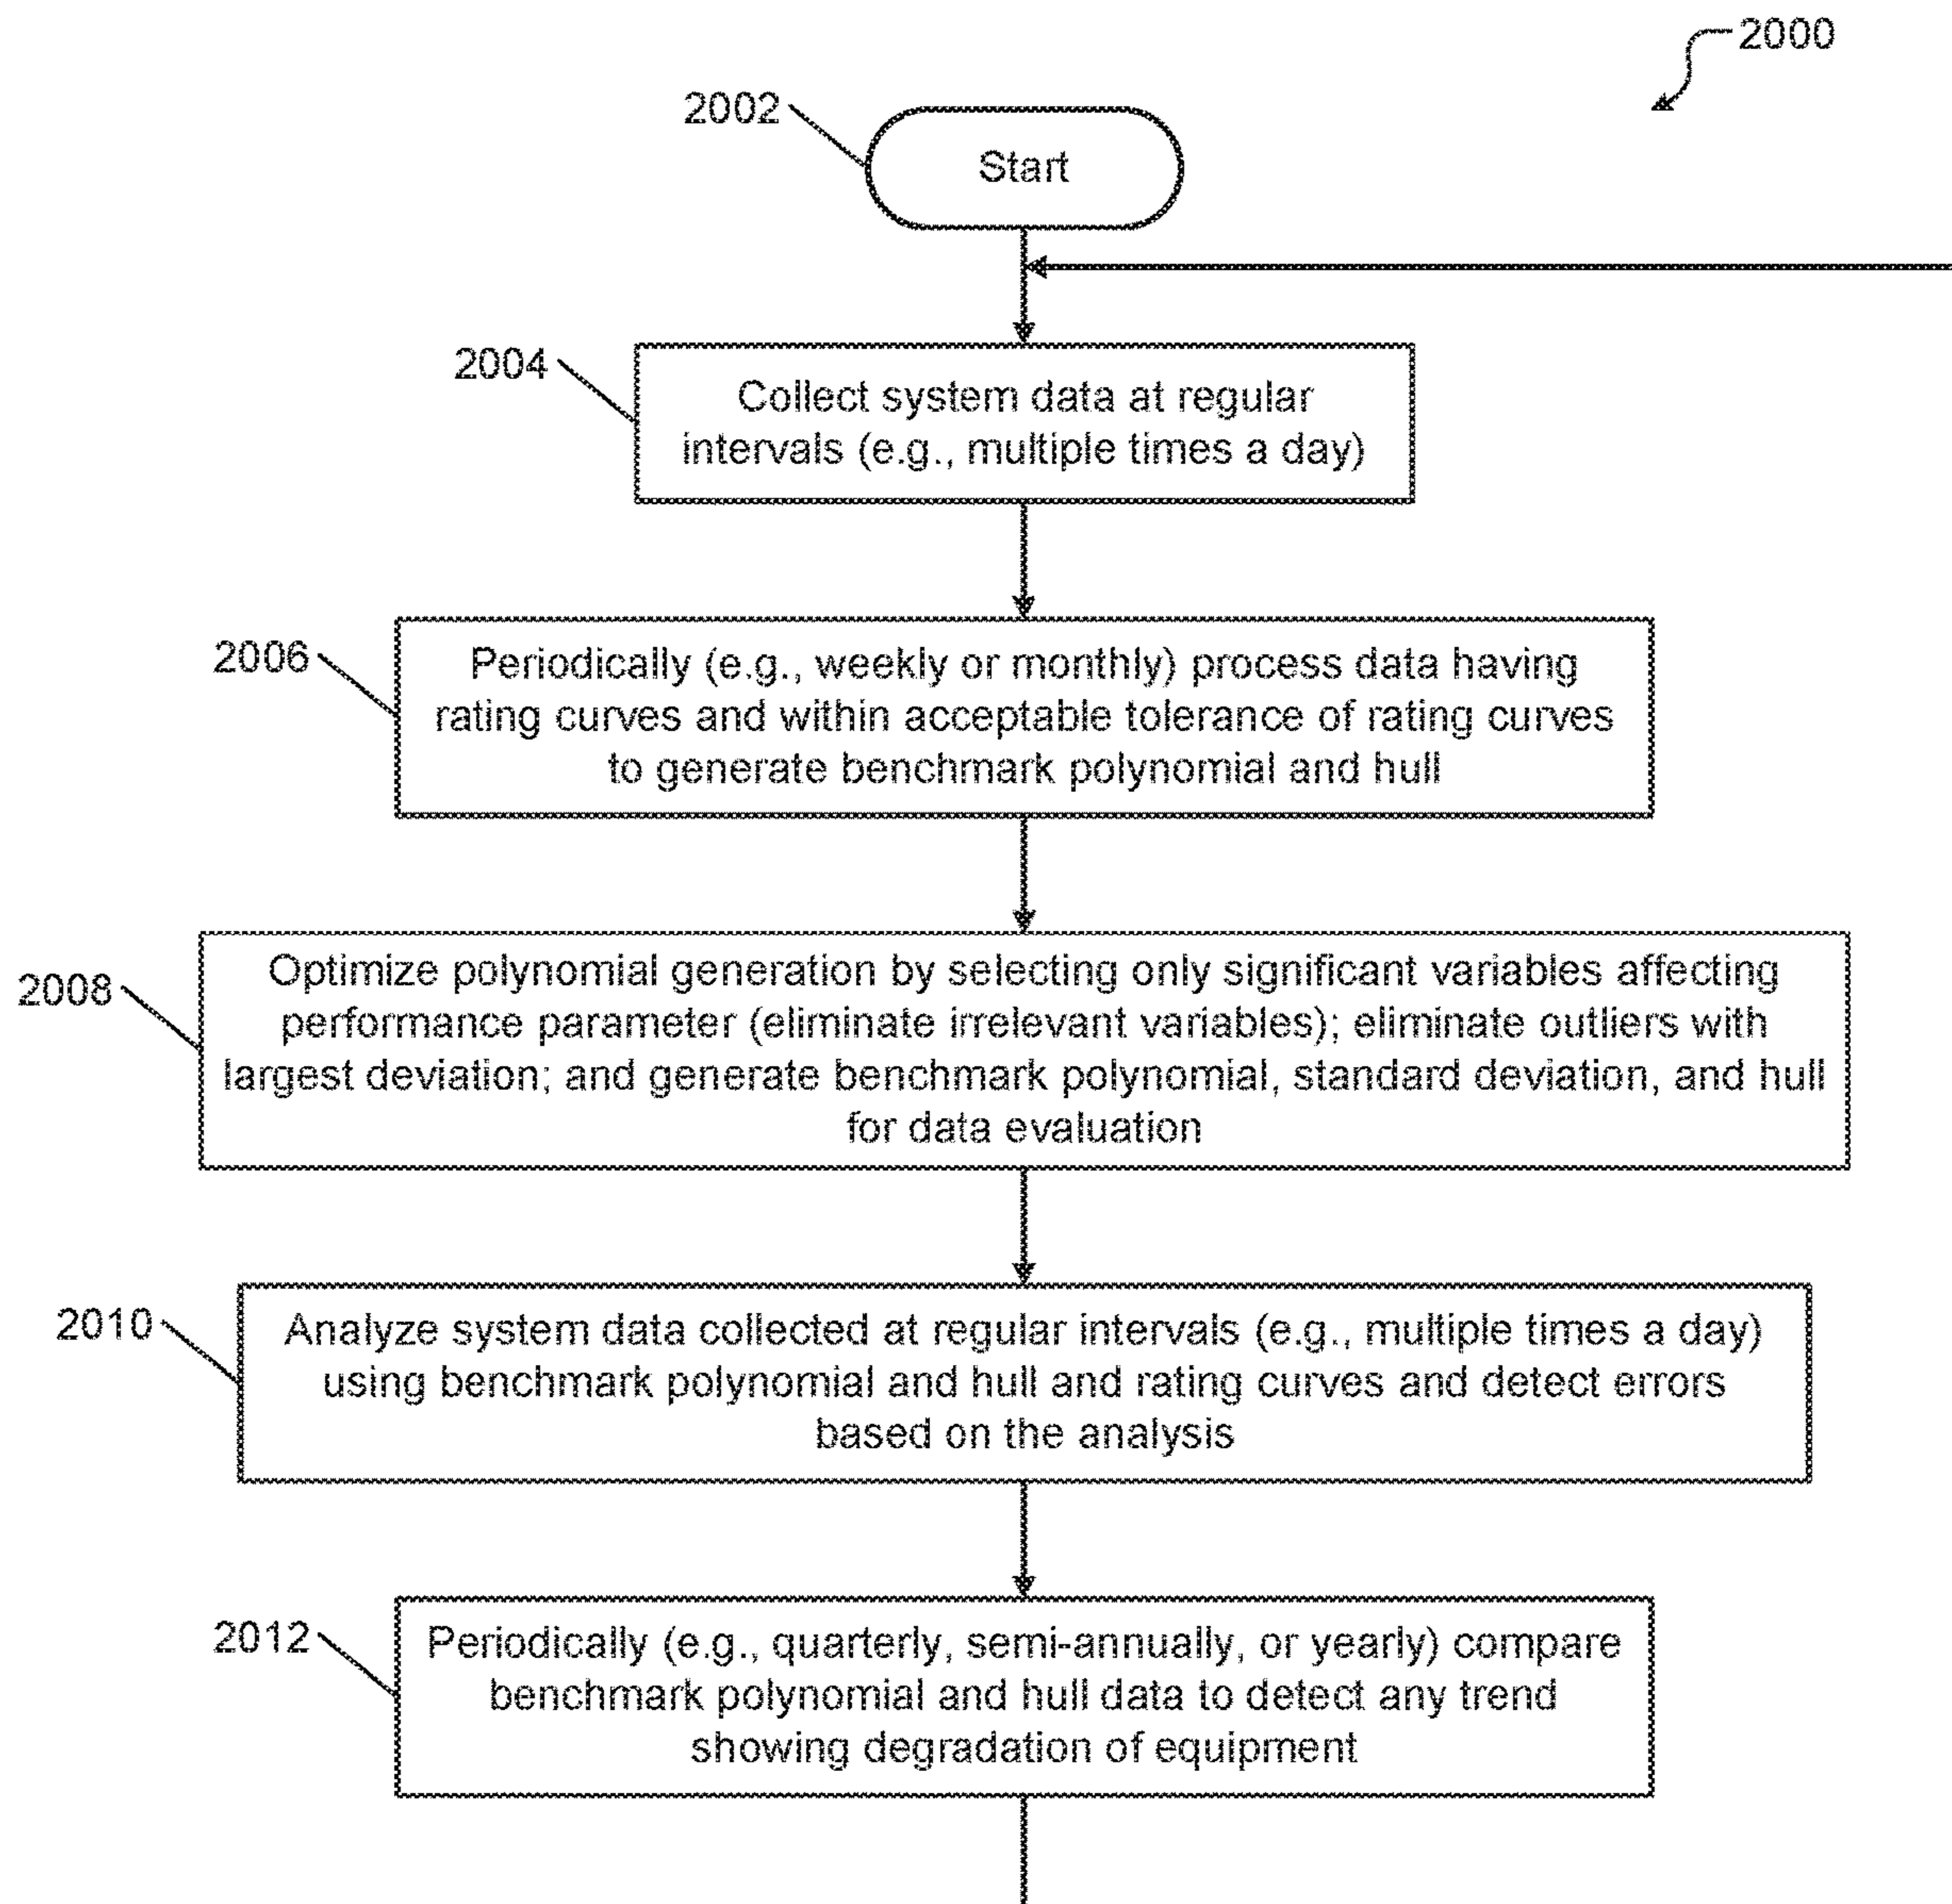 2000
2002
Start
2004
Collect system data at regular
intervals (e.g., multiple times a day)
2006
Periodically (e.g., weekly or monthly) process data having
rating curves and within acceptable tolerance of rating curves
to generate benchmark polynomial and hull
2008
Optimize polynomial generation by selecting only significant variables affecting
performance parameter (eliminate irrelevant variables); eliminate outliers with
largest deviation; and generate benchmark polynomial, standard deviation, and hull
for data evaluation
2010
Analyze system data collected at regular intervals (e.g., multiple times a day)
using benchmark polynomial and hull and rating curves and detect errors
based on the analysis
2012
Periodically (e.g., quarterly, semi-annually, or yearly) compare
benchmark polynomial and hull data to detect any trend
showing degradation of equipment